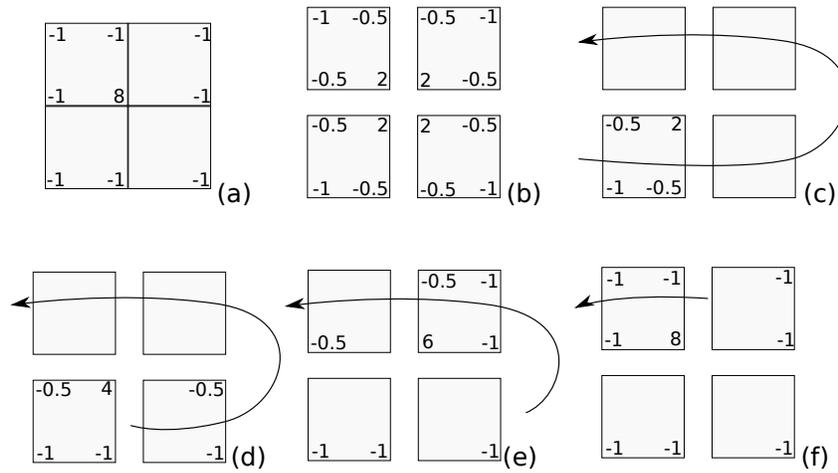 -1 -1 -1
-1 8 -1
-1 -1 -1
(a)
-1 -0.5 -0.5 -1
-0.5 2 2 -0.5
-0.5 2 2 -0.5
-1 -0.5 -0.5 -1
(b)
-0.5 2
-1 -0.5
(c)
-0.5 4 -0.5
-1 -1 -1
(d)
-0.5 -1
-0.5 6 -1
-1 -1 -1
(e)
-1 -1 -1
-1 8 -1
-1 -1 -1
(f)